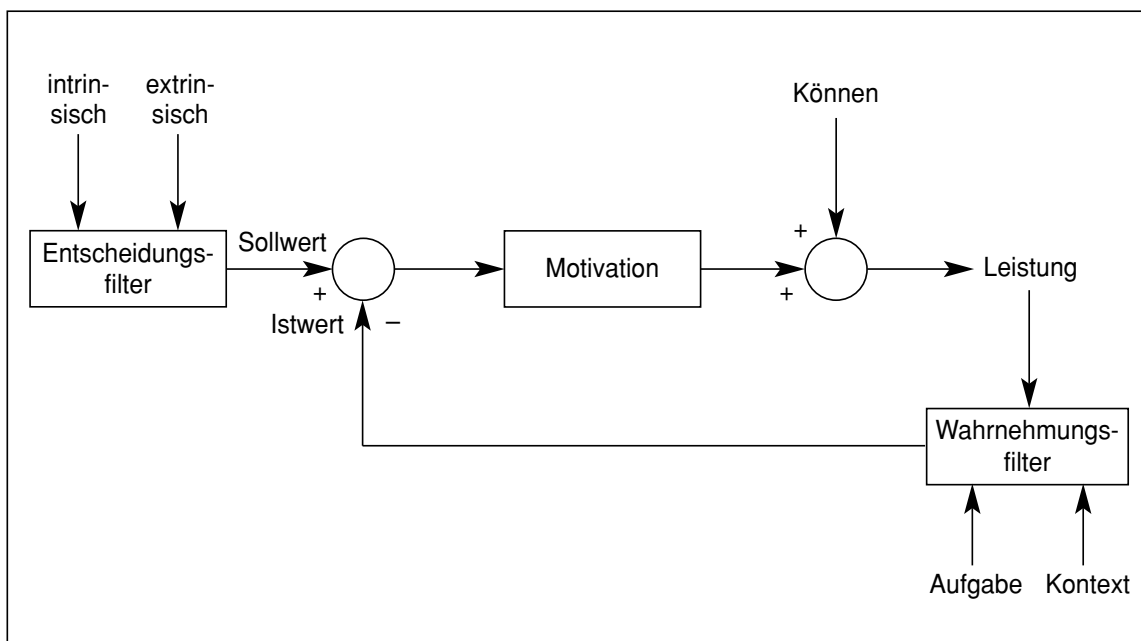 intrin-
sisch
extrin-
sisch
Können
Entscheidungs-
filter
Sollwert
+
Istwert
–
Motivation
+
+
Leistung
Wahrnehmungs-
filter
Aufgabe
Kontext